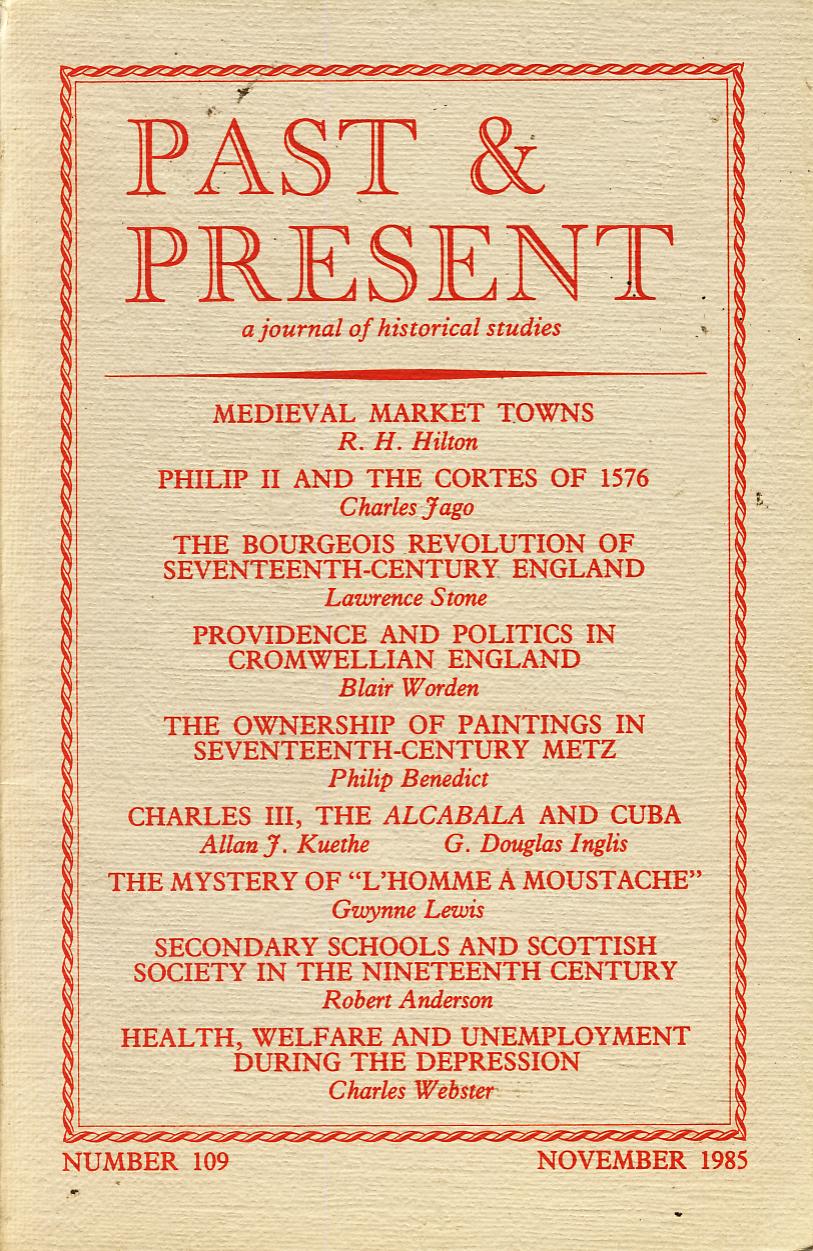 PAST &
PRESENT
a journal of historical studies
MEDIEVAL MARKET TOWNS
R. H. Hilton
PHILIP II AND THE CORTES OF 1576
Charles Jago
THE BOURGEOIS REVOLUTION OF
SEVENTEENTH-CENTURY ENGLAND
Lawrence Stone
PROVIDENCE AND POLITICS IN
CROMWELLIAN ENGLAND
Blair Worden
THE OWNERSHIP OF PAINTINGS IN
SEVENTEENTH-CENTURY METZ
Philip Benedict
CHARLES III, THE ALCABALA AND CUBA
Allan J. Kuethe G. Douglas Inglis
THE MYSTERY OF “L'HOMME À MOUSTACHE”
Gwynne Lewis
SECONDARY SCHOOLS AND SCOTTISH
SOCIETY IN THE NINETEENTH CENTURY
Robert Anderson
HEALTH, WELFARE AND UNEMPLOYMENT
DURING THE DEPRESSION
Charles Webster
NUMBER 109 NOVEMBER 1985